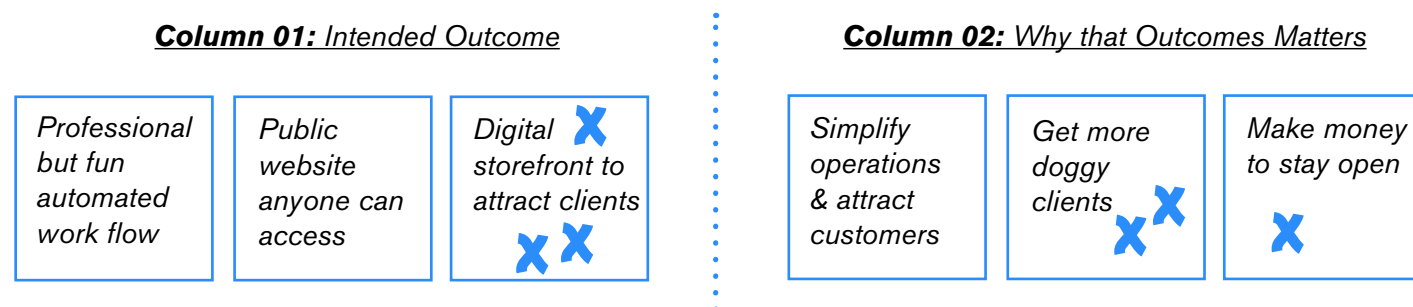 Column 01: Intended Outcome
Professional
but fun
automated
work flow
Public
website
anyone can
access
Digital
storefront to
attract clients
Column 02: Why that Outcomes Matters
Simplify
operations
& attract
customers
Get more
doggy
clients
Make money
to stay open